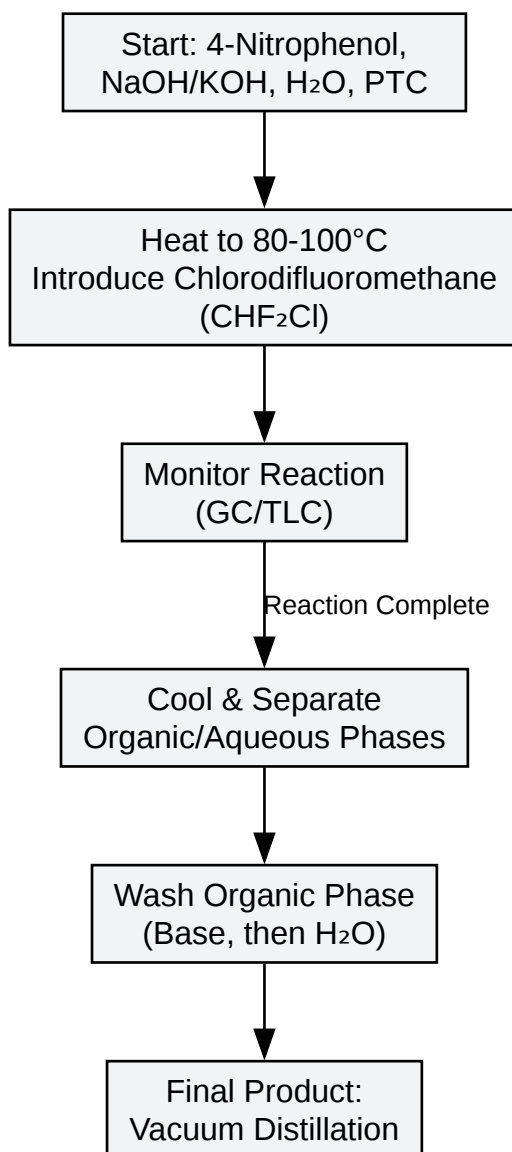 Start: 4-Nitrophenol,
NaOH/KOH, H₂O, PTC
Heat to 80-100°C
Introduce Chlorodifluoromethane
(CHF₂Cl)
Monitor Reaction
(GC/TLC)
Reaction Complete
Cool & Separate
Organic/Aqueous Phases
Wash Organic Phase
(Base, then H₂O)
Final Product:
Vacuum Distillation